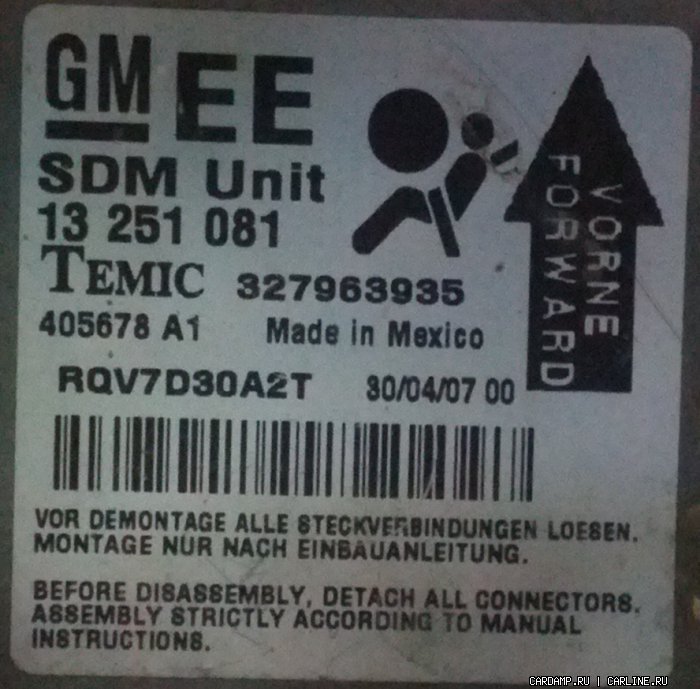 GM EE
SDM Unit
13 251 081
TEMIC 327963935
405678 A1 Made in Mexico
RQV7D30A2T 30/04/07 00
VORNE
FORWARD
VOR DEMONTAGE ALLE STECKVERBINDUNGEN LOESEN.
MONTAGE NUR NACH EINBAUANLEITUNG.
BEFORE DISASSEMBLY, DETACH ALL CONNECTORS.
ASSEMBLY STRICTLY ACCORDING TO MANUAL
INSTRUCTIONS.
CARDAMP.RU | CARLINE.RU